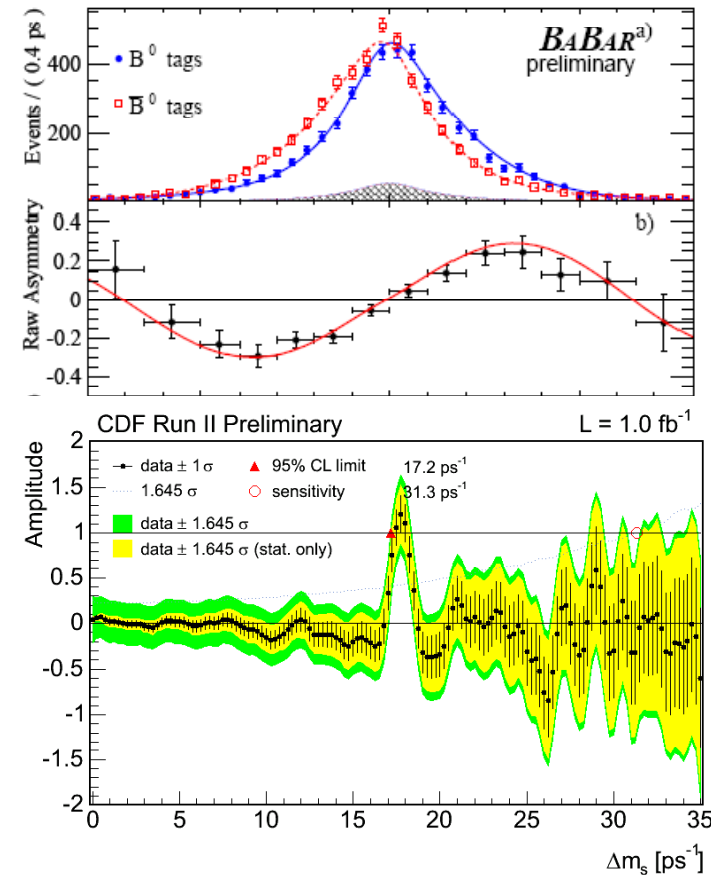 Events / ( 0.4 ps )
400
200
B⁰ tags
B̅⁰ tags
BABAR a)
preliminary
Raw Asymmetry
0.4
0.2
0
-0.2
-0.4
b)
CDF Run II Preliminary
L = 1.0 fb⁻¹
Amplitude
2
1.5
1
0.5
0
-0.5
-1
-1.5
-2
data ± 1 σ
95% CL limit
17.2 ps⁻¹
1.645 σ
sensitivity
31.3 ps⁻¹
data ± 1.645 σ
data ± 1.645 σ (stat. only)
0 5 10 15 20 25 30 35
Δmₛ [ps⁻¹]